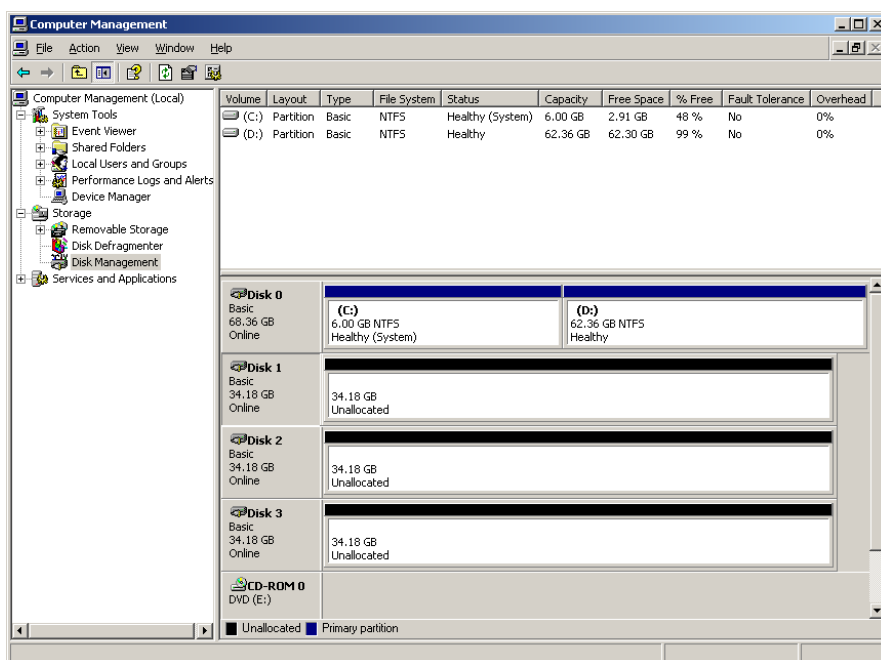 Computer Management
File Action View Window Help
Computer Management (Local)
System Tools
Event Viewer
Shared Folders
Local Users and Groups
Performance Logs and Alerts
Device Manager
Storage
Removable Storage
Disk Defragmenter
Disk Management
Services and Applications
Volume Layout Type File System Status Capacity Free Space % Free Fault Tolerance Overhead
(C:) Partition Basic NTFS Healthy (System) 6.00 GB 2.91 GB 48 % No 0%
(D:) Partition Basic NTFS Healthy 62.36 GB 62.30 GB 99 % No 0%
Disk 0
Basic
68.36 GB
Online
(C:)
6.00 GB NTFS
Healthy (System)
(D:)
62.36 GB NTFS
Healthy
Disk 1
Basic
34.18 GB
Online
34.18 GB
Unallocated
Disk 2
Basic
34.18 GB
Online
34.18 GB
Unallocated
Disk 3
Basic
34.18 GB
Online
34.18 GB
Unallocated
CD-ROM 0
DVD (E:)
Unallocated Primary partition